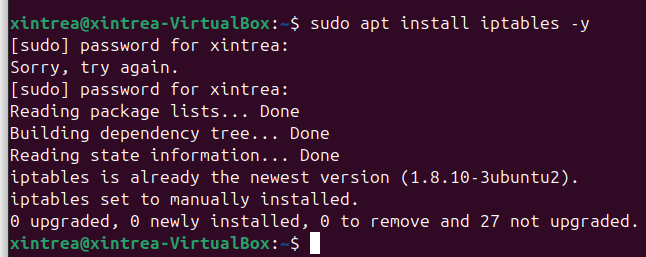 xintrea@xintrea-VirtualBox:~$ sudo apt install iptables -y
[sudo] password for xintrea:
Sorry, try again.
[sudo] password for xintrea:
Reading package lists... Done
Building dependency tree... Done
Reading state information... Done
iptables is already the newest version (1.8.10-3ubuntu2).
iptables set to manually installed.
0 upgraded, 0 newly installed, 0 to remove and 27 not upgraded.
xintrea@xintrea-VirtualBox:~$